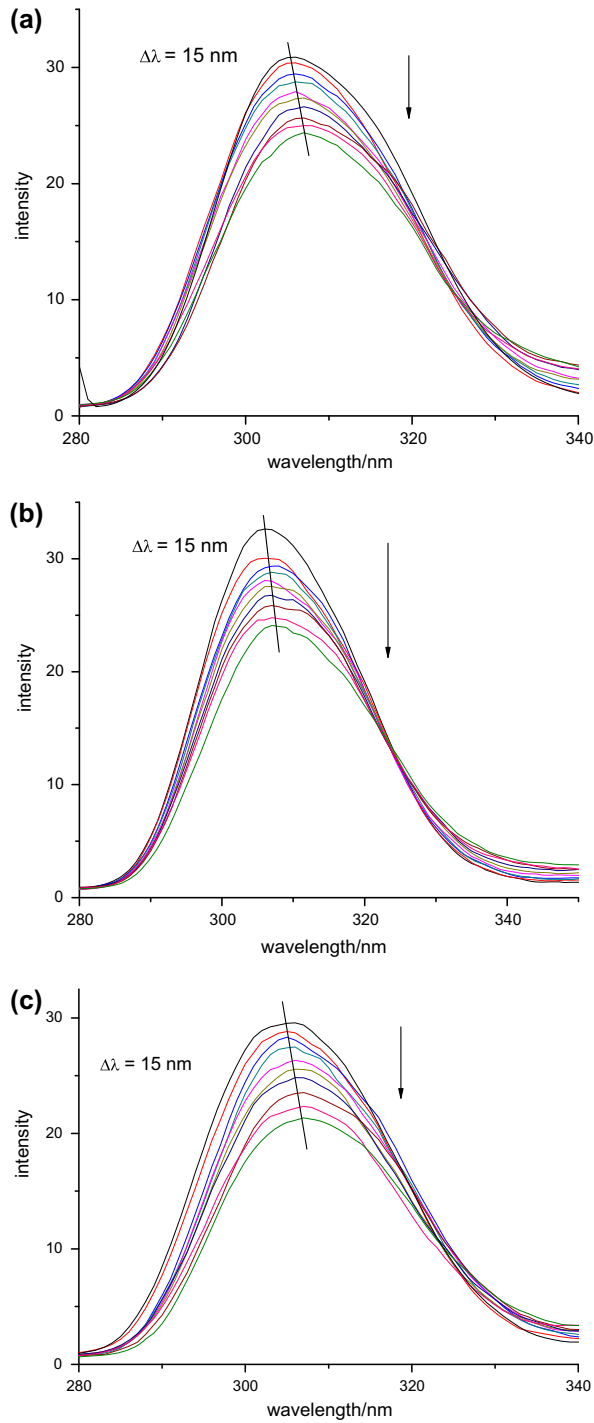 (a)
Δλ = 15 nm
30
20
10
0
intensity
280
300
320
340
wavelength/nm
(b)
Δλ = 15 nm
30
20
10
0
intensity
280
300
320
340
wavelength/nm
(c)
Δλ = 15 nm
30
20
10
0
intensity
280
300
320
340
wavelength/nm